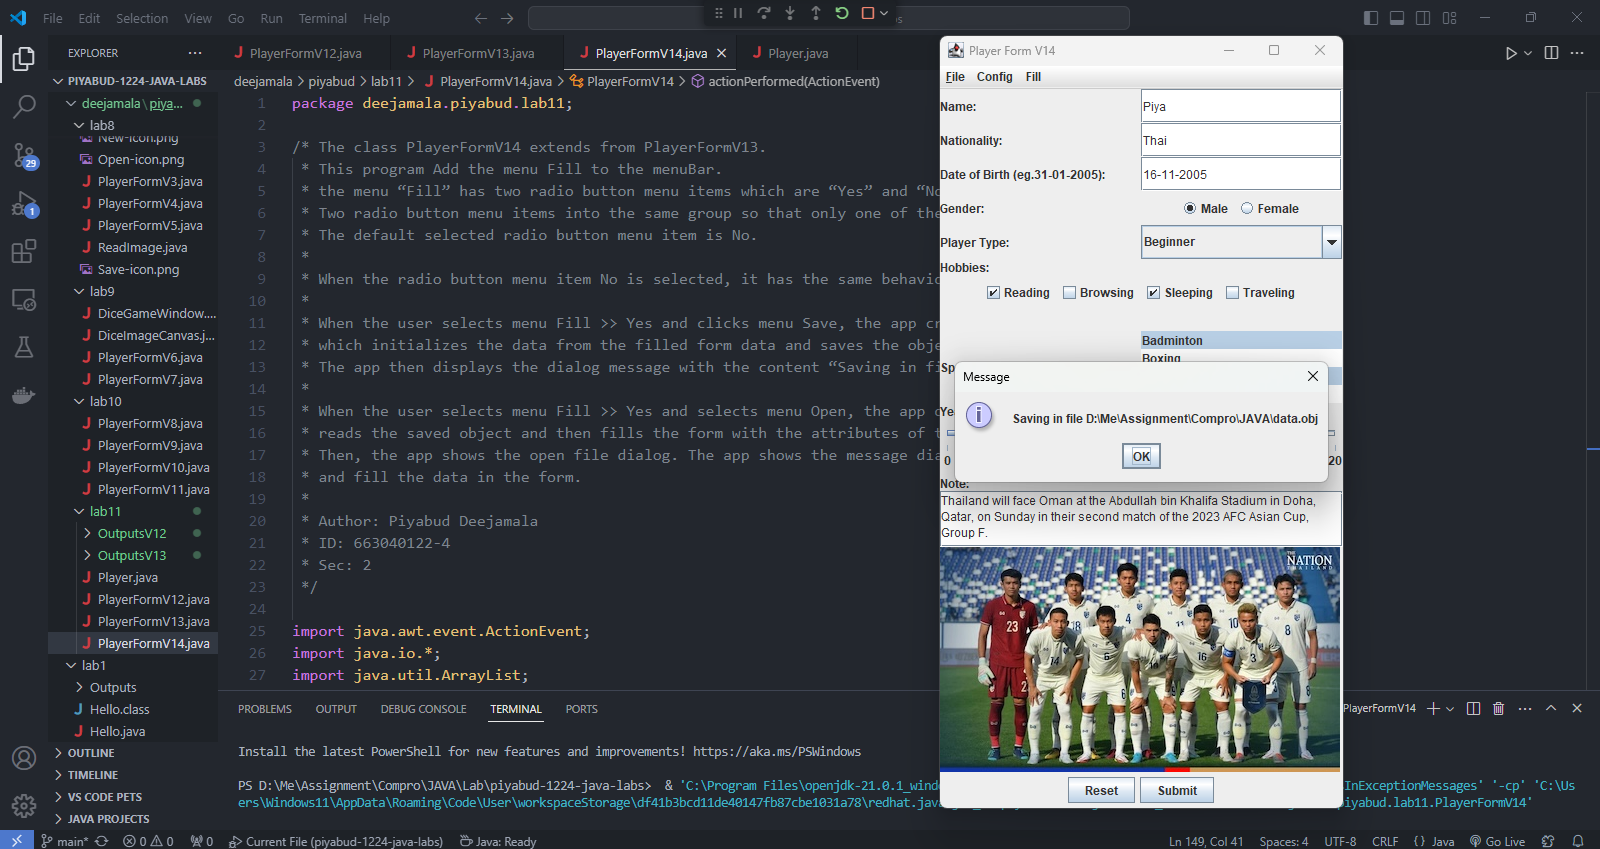 File Edit Selection View Go Run Terminal Help
EXPLORER
PIYABUD-1224-JAVA-LABS
deejamala\piya...
lab8
New-icon.png
Open-icon.png
PlayerFormV3.java
PlayerFormV4.java
PlayerFormV5.java
ReadImage.java
Save-icon.png
lab9
DiceGameWindow....
DiceImageCanvas.j...
PlayerFormV6.java
PlayerFormV7.java
lab10
PlayerFormV8.java
PlayerFormV9.java
PlayerFormV10.java
PlayerFormV11.java
lab11
OutputsV12
OutputsV13
Player.java
PlayerFormV12.java
PlayerFormV13.java
PlayerFormV14.java
lab1
Outputs
Hello.class
Hello.java
OUTLINE
TIMELINE
VS CODE PETS
JAVA PROJECTS
29
1
PlayerFormV12.java PlayerFormV13.java PlayerFormV14.java Player.java
deejamala > piyabud > lab11 > PlayerFormV14.java > PlayerFormV14 > actionPerformed(ActionEvent)
1 package deejamala.piyabud.lab11;
2
3 /* The class PlayerFormV14 extends from PlayerFormV13.
4 * This program Add the menu Fill to the menuBar.
5 * the menu “Fill” has two radio button menu items which are “Yes” and “No
6 * Two radio button menu items into the same group so that only one of the
7 * The default selected radio button menu item is No.
8 *
9 * When the radio button menu item No is selected, it has the same behavio
10 *
11 * When the user selects menu Fill >> Yes and clicks menu Save, the app cr
12 * which initializes the data from the filled form data and saves the obje
13 * The app then displays the dialog message with the content “Saving in fi
14 *
15 * When the user selects menu Fill >> Yes and selects menu Open, the app
16 * reads the saved object and then fills the form with the attributes of
17 * Then, the app shows the open file dialog. The app shows the message dia
18 * and fill the data in the form.
19 *
20 * Author: Piyabud Deejamala
21 * ID: 663040122-4
22 * Sec: 2
23 */
24
25 import java.awt.event.ActionEvent;
26 import java.io.*;
27 import java.util.ArrayList;
Player Form V14
File Config Fill
Name: Piya
Nationality: Thai
Date of Birth (eg.31-01-2005): 16-11-2005
Gender: Male Female
Player Type: Beginner
Hobbies:
Reading Browsing Sleeping Traveling
Badminton
Boxing
Sp
Ye
0 20
Message
Saving in file D:\Me\Assignment\Compro\JAVA\data.obj
OK
Note:
Thailand will face Oman at the Abdullah bin Khalifa Stadium in Doha,
Qatar, on Sunday in their second match of the 2023 AFC Asian Cup,
Group F.
THE
NATION
THAILAND
23 18 12 10 8
14 6 16 3
Reset Submit
PROBLEMS OUTPUT DEBUG CONSOLE TERMINAL PORTS
PlayerFormV14
Install the latest PowerShell for new features and improvements! https://aka.ms/PSWindows
PS D:\Me\Assignment\Compro\JAVA\Lab\piyabud-1224-java-labs> & 'C:\Program Files\openjdk-21.0.1_wind InExceptionMessages' '-cp' 'C:\Us
ers\Windows11\AppData\Roaming\Code\User\workspaceStorage\df41b3bcd11de40147fb87cbe1031a78\redhat.jav iyabud.lab11.PlayerFormV14'
main* 0 0 0 Current File (piyabud-1224-java-labs) Java: Ready
Ln 149, Col 41 Spaces: 4 UTF-8 CRLF {} Java Go Live